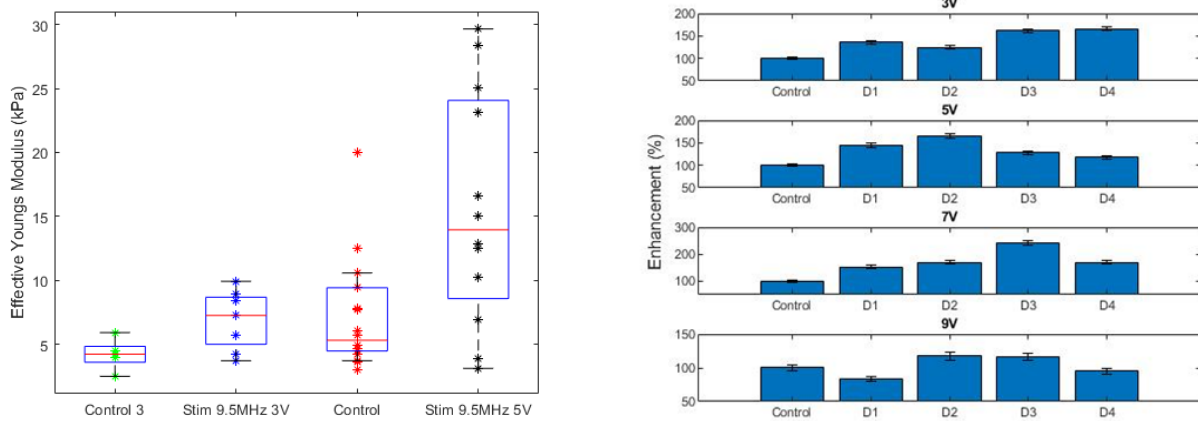 Effective Youngs Modulus (kPa)
30
25
20
15
10
5
Control 3
Stim 9.5MHz 3V
Control
Stim 9.5MHz 5V
Enhancement (%)
3V
200
150
100
50
Control
D1
D2
D3
D4
5V
200
150
100
50
Control
D1
D2
D3
D4
7V
300
200
100
Control
D1
D2
D3
D4
9V
150
100
50
Control
D1
D2
D3
D4